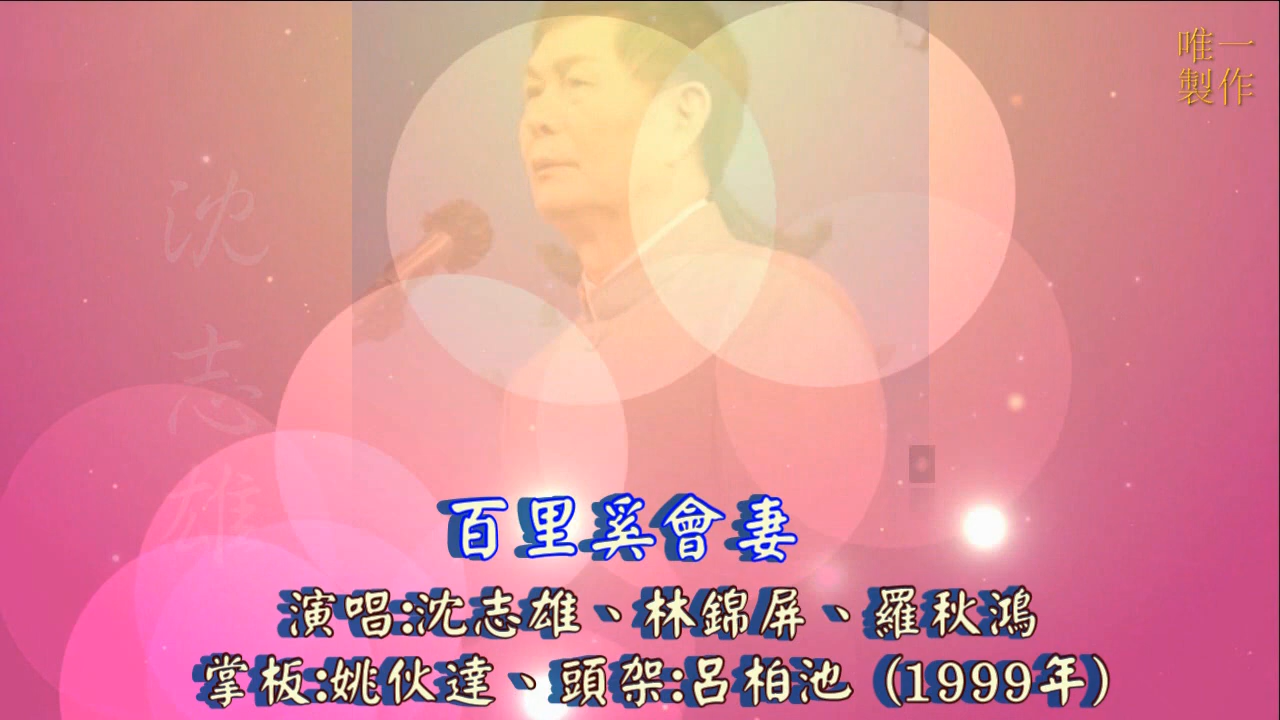 唯一
製作
沈志雄
百里奚會妻
演唱:沈志雄、林錦屏、羅秋鴻
掌板:姚伙達、頭架:呂柏池 (1999年)